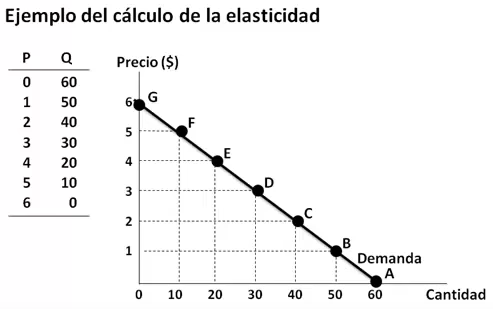 Ejemplo del cálculo de la elasticidad
P Q
0 60
1 50
2 40
3 30
4 20
5 10
6 0
Precio ($)
6 G
5 F
4 E
3 D
2 C
1 B
Demanda
A
0 10 20 30 40 50 60 Cantidad